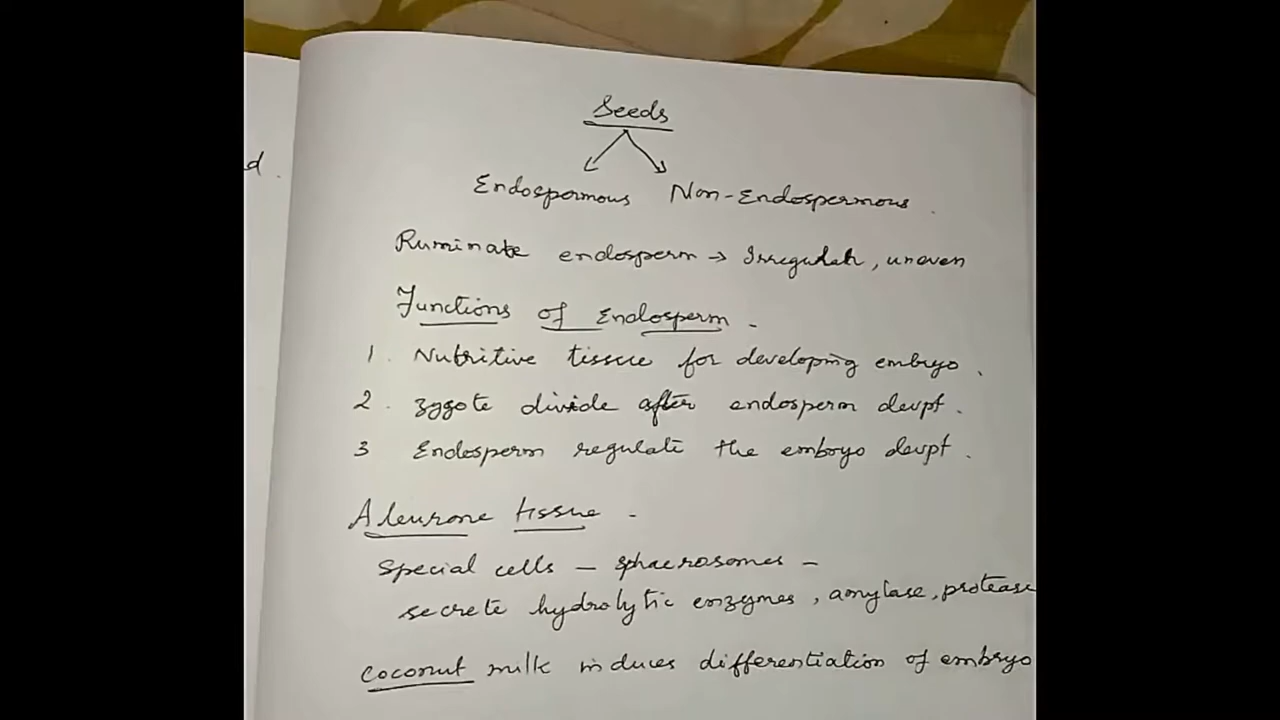 d.
Seeds
Endospermous Non-Endospermous.
Ruminate endosperm → Irregular, uneven
Functions of Endosperm -
1. Nutritive tissue for developing embryo.
2. Zygote divide after endosperm devpt.
3 Endosperm regulate the embryo devpt.
Aleurone tissue -
Special cells - sphaerosomes -
secrete hydrolytic enzymes, amylase, protease
Coconut milk induces differentiation of embryo